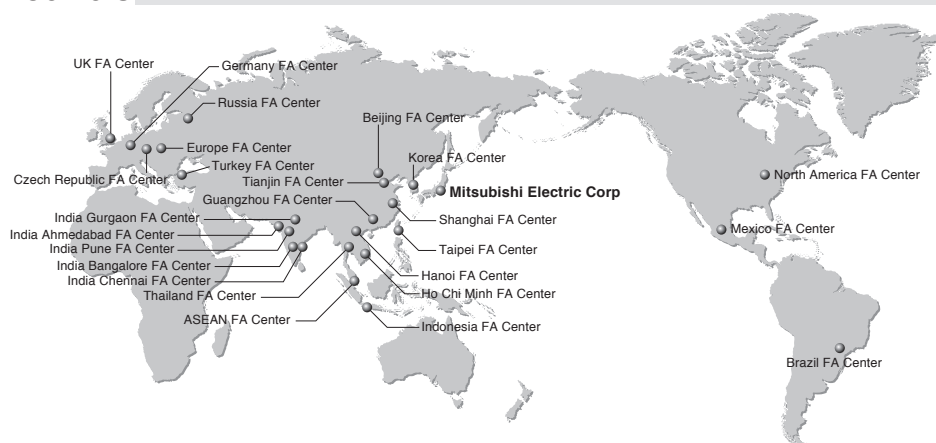 UK FA Center
Germany FA Center
Russia FA Center
Beijing FA Center
Europe FA Center
Korea FA Center
Turkey FA Center
Czech Republic FA Center
Tianjin FA Center
North America FA Center
Mitsubishi Electric Corp
Guangzhou FA Center
India Gurgaon FA Center
Shanghai FA Center
Mexico FA Center
India Ahmedabad FA Center
India Pune FA Center
Taipei FA Center
India Bangalore FA Center
Hanoi FA Center
India Chennai FA Center
Thailand FA Center
Ho Chi Minh FA Center
ASEAN FA Center
Indonesia FA Center
Brazil FA Center